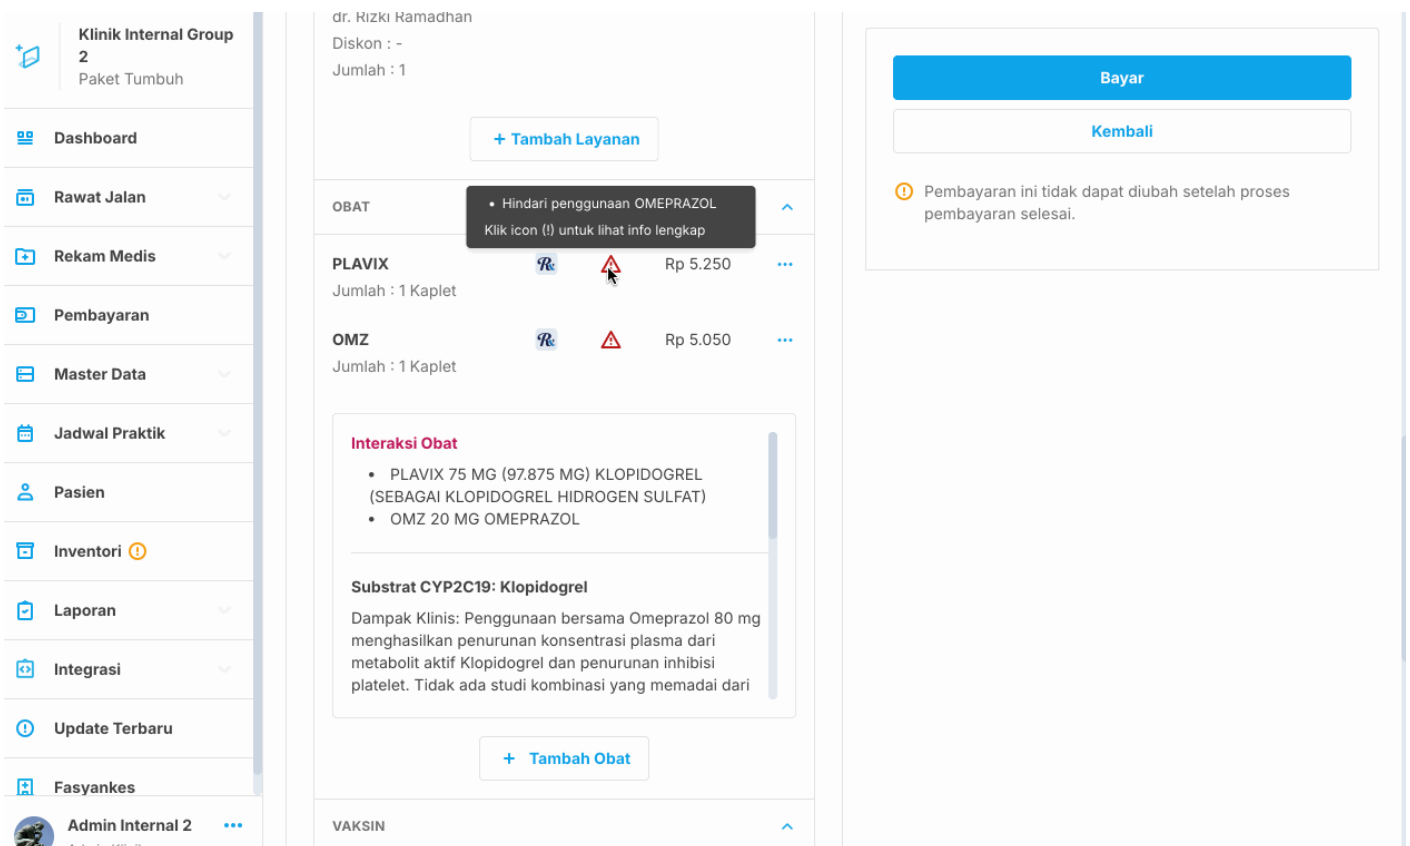 Klinik Internal Group
2
Paket Tumbuh
Dashboard
Rawat Jalan
Rekam Medis
Pembayaran
Master Data
Jadwal Praktik
Pasien
Inventori
Laporan
Integrasi
Update Terbaru
Fasyankes
Admin Internal 2
dr. Rizki Ramadhan
Diskon : -
Jumlah : 1
+ Tambah Layanan
OBAT
• Hindari penggunaan OMEPRAZOL
Klik icon (!) untuk lihat info lengkap
PLAVIX Rp 5.250
Jumlah : 1 Kaplet
OMZ Rp 5.050
Jumlah : 1 Kaplet
Interaksi Obat
• PLAVIX 75 MG (97.875 MG) KLOPIDOGREL
(SEBAGAI KLOPIDOGREL HIDROGEN SULFAT)
• OMZ 20 MG OMEPRAZOL
Substrat CYP2C19: Klopidogrel
Dampak Klinis: Penggunaan bersama Omeprazol 80 mg
menghasilkan penurunan konsentrasi plasma dari
metabolit aktif Klopidogrel dan penurunan inhibisi
platelet. Tidak ada studi kombinasi yang memadai dari
+ Tambah Obat
VAKSIN
Bayar
Kembali
Pembayaran ini tidak dapat diubah setelah proses
pembayaran selesai.